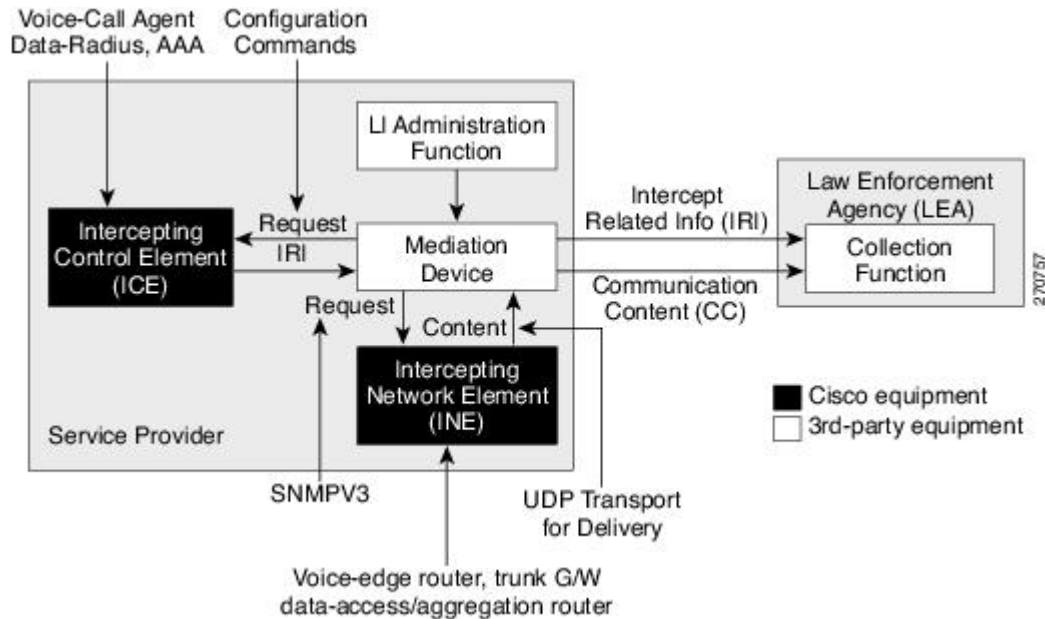 Voice-Call Agent
Data-Radius, AAA
Configuration
Commands
LI Administration
Function
Intercepting
Control Element
(ICE)
Request
IRI
Mediation
Device
Intercept
Related Info (IRI)
Communication
Content (CC)
Law Enforcement
Agency (LEA)
Collection
Function
270757
Request
Content
Intercepting
Network Element
(INE)
Service Provider
Cisco equipment
3rd-party equipment
SNMPV3
UDP Transport
for Delivery
Voice-edge router, trunk G/W
data-access/aggregation router